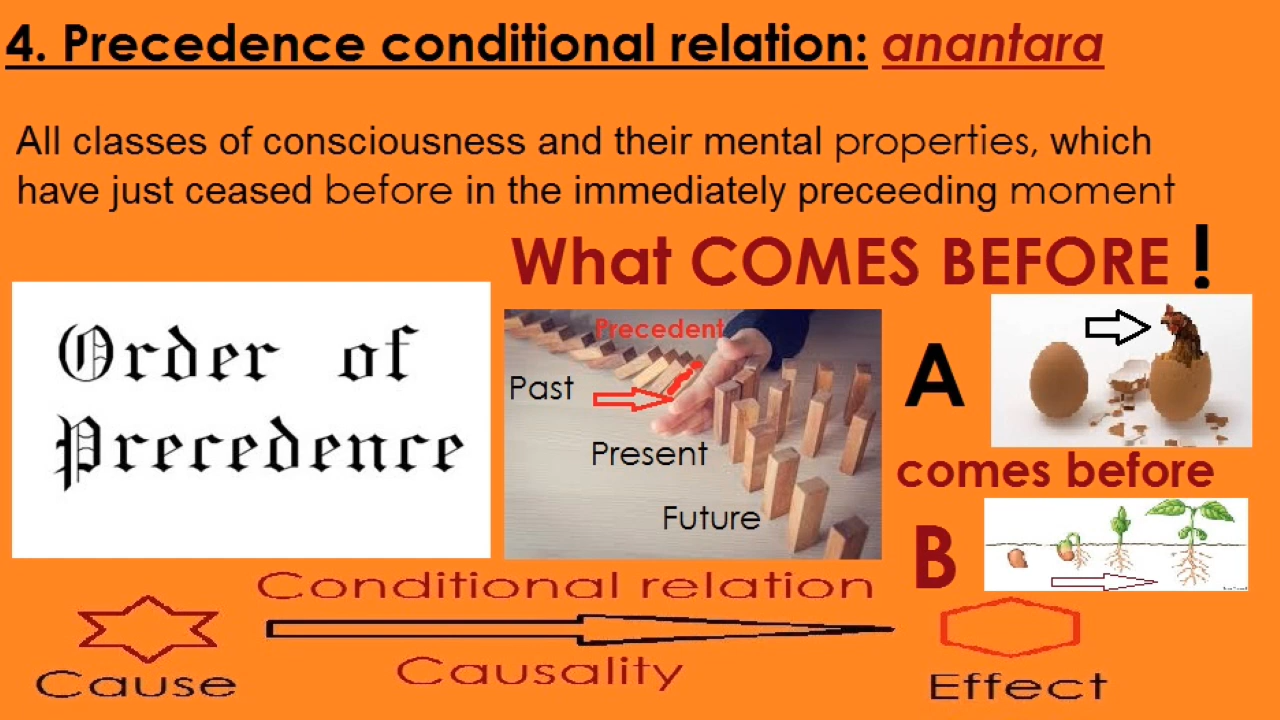 4. Precedence conditional relation: anantara
All classes of consciousness and their mental properties, which
have just ceased before in the immediately preceeding moment
What COMES BEFORE !
Order of
Precedence
Precedent
Past
Present
Future
A
comes before
B
Conditional relation
Causality
Cause
Effect